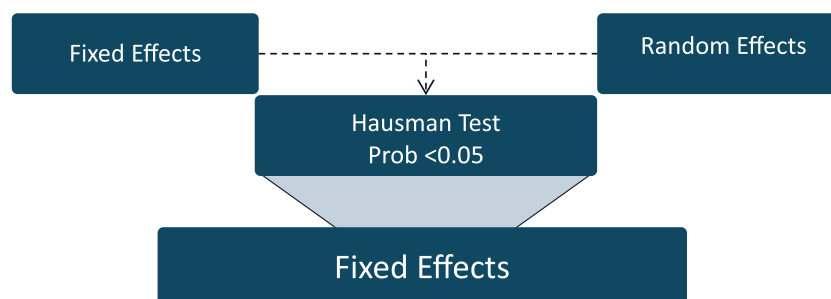 Fixed Effects
Random Effects
Hausman Test
Prob <0.05
Fixed Effects